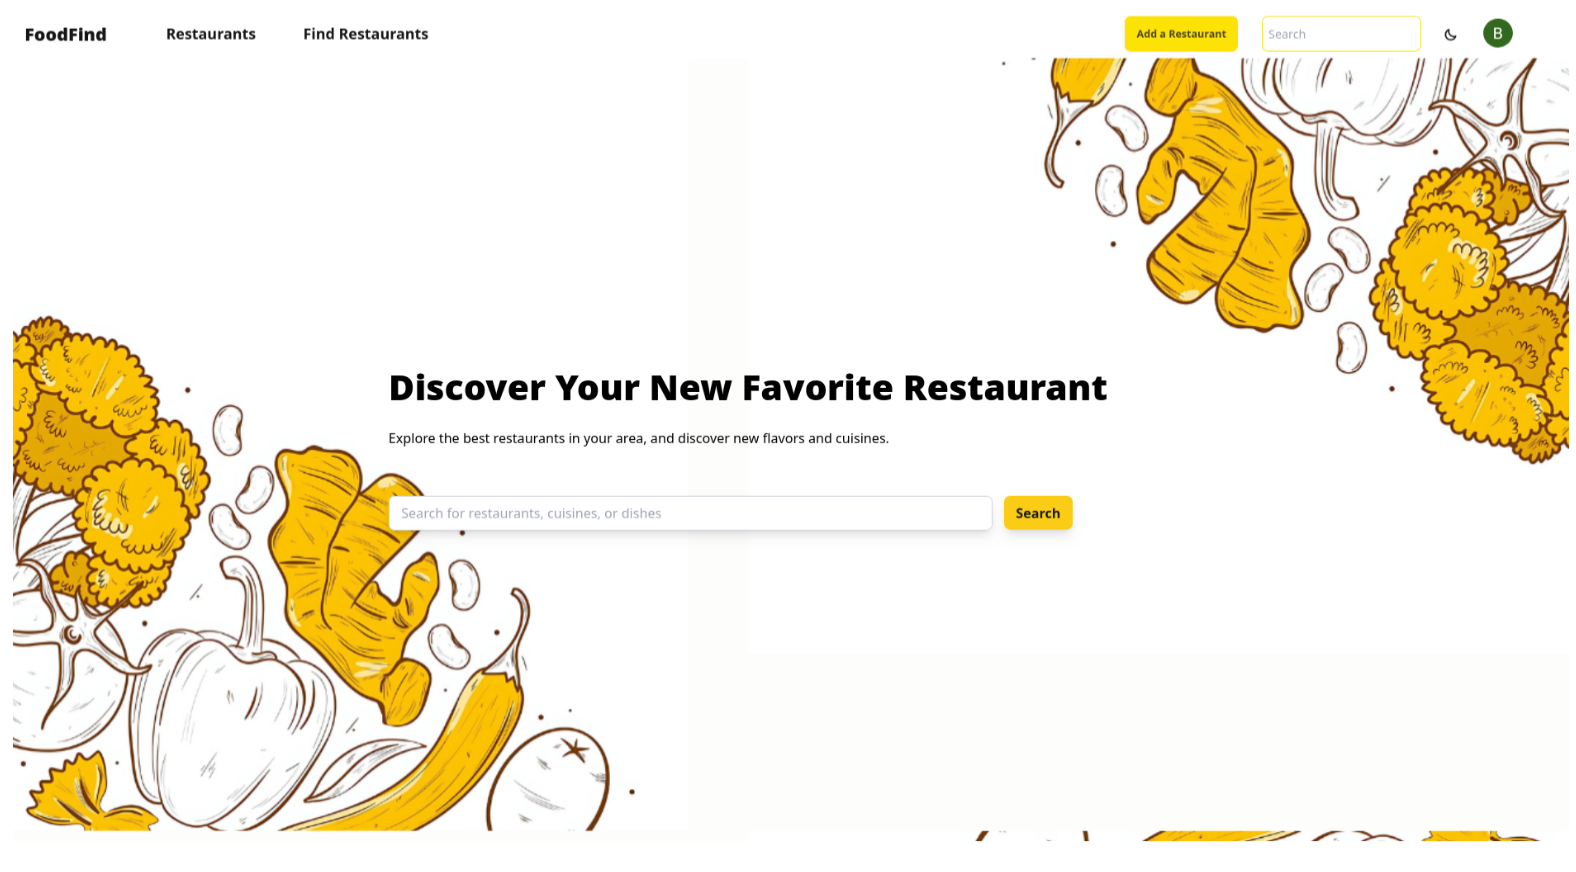 FoodFind
Restaurants
Find Restaurants
Add a Restaurant
Search
B
Discover Your New Favorite Restaurant
Explore the best restaurants in your area, and discover new flavors and cuisines.
Search for restaurants, cuisines, or dishes
Search